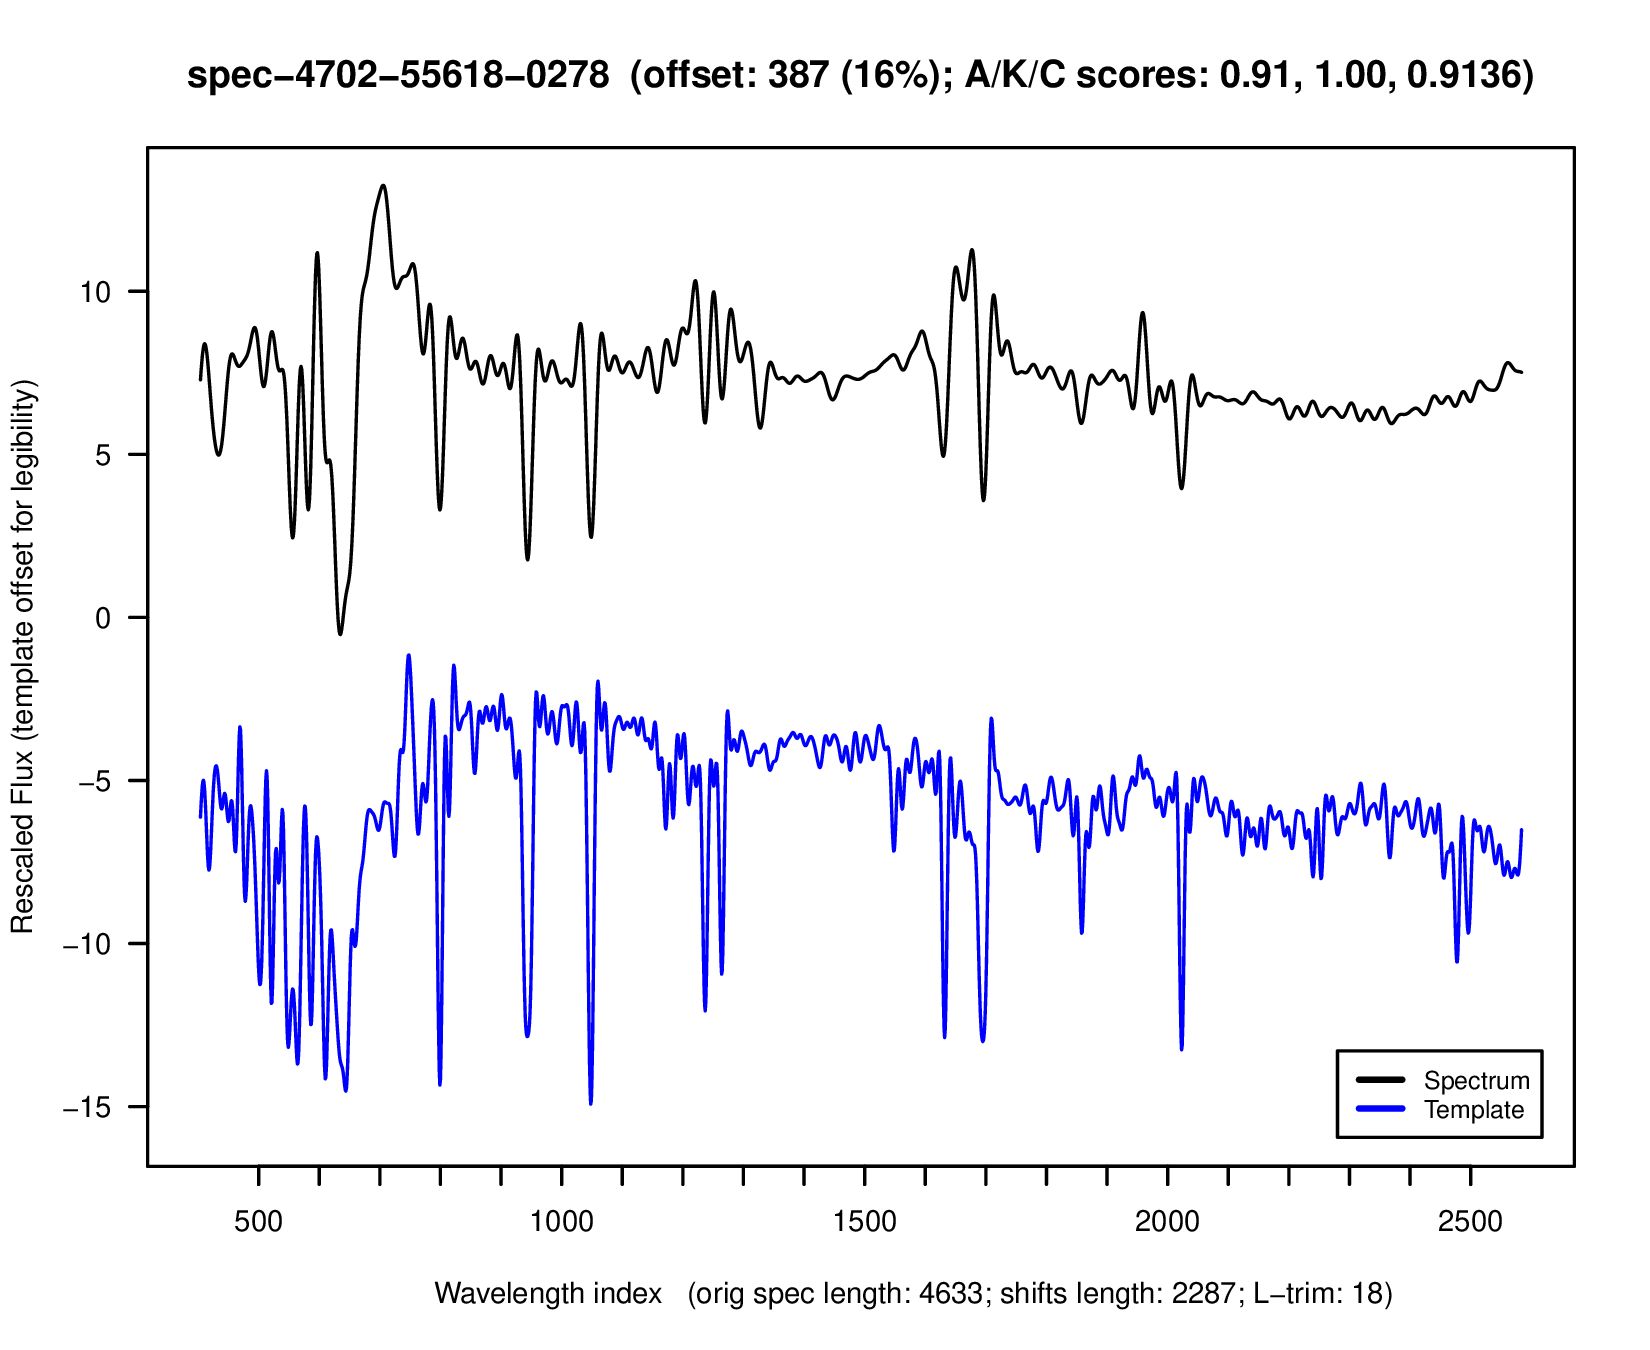 spec−4702−55618−0278  (offset: 387 (16%); A/K/C scores: 0.91, 1.00, 0.9136)
Rescaled Flux (template offset for legibility)
10
5
0
−5
−10
−15
Spectrum
Template
500 1000 1500 2000 2500
Wavelength index   (orig spec length: 4633; shifts length: 2287; L−trim: 18)